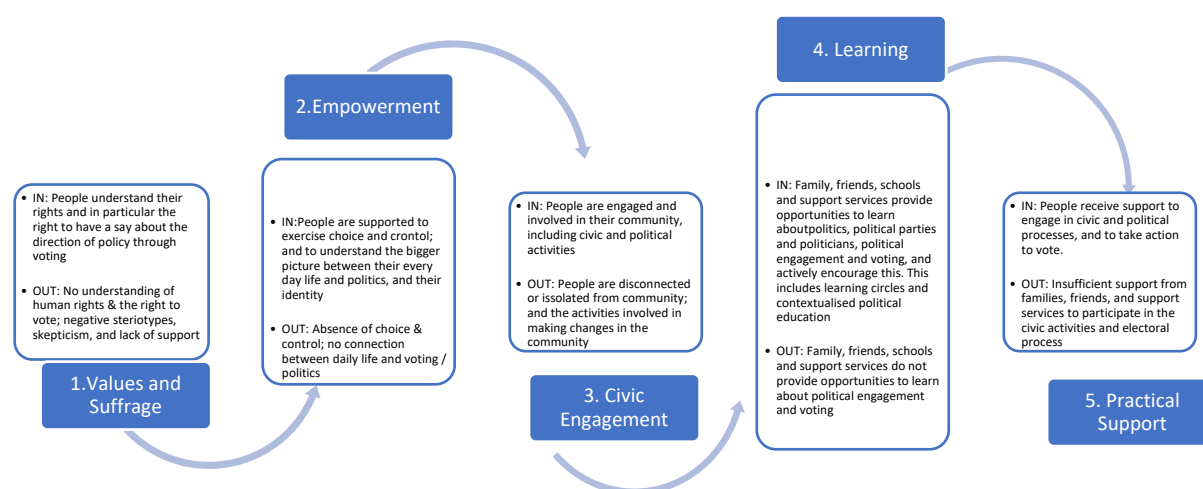 • IN: People understand their
rights and in particular the
right to have a say about the
direction of policy through
voting
• OUT: No understanding of
human rights & the right to
vote; negative steriotypes,
skepticism, and lack of support
1.Values and
Suffrage
2.Empowerment
• IN:People are supported to
exercise choice and crontol;
and to understand the bigger
picture between their every
day life and politics, and their
identity
• OUT: Absence of choice &
control; no connection
between daily life and voting /
politics
• IN: People are engaged and
involved in their community,
including civic and political
activities
• OUT: People are disconnected
or issolated from community;
and the activities involved in
making changes in the
community
3. Civic
Engagement
4. Learning
• IN: Family, friends, schools
and support services provide
opportunities to learn
aboutpolitics, political parties
and politicians, political
engagement and voting, and
actively encourage this. This
includes learning circles and
contextualised political
education
• OUT: Family, friends, schools
and support services do not
provide opportunities to learn
about political engagement
and voting
• IN: People receive support to
engage in civic and political
processes, and to take action
to vote.
• OUT: Insufficient support from
families, friends, and support
services to participate in the
civic activities and electoral
process
5. Practical
Support